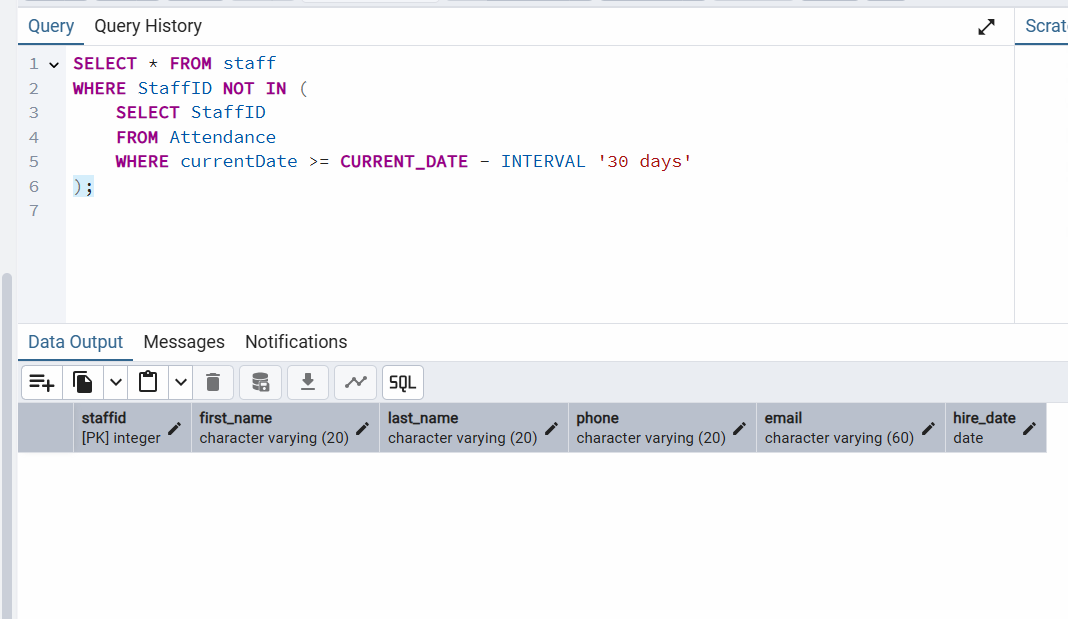 Query Query History
Scrat
1 SELECT * FROM staff
2 WHERE StaffID NOT IN (
3 SELECT StaffID
4 FROM Attendance
5 WHERE currentDate >= CURRENT_DATE - INTERVAL '30 days'
6 );
7
Data Output Messages Notifications
SQL
staffid first_name last_name phone email hire_date
[PK] integer character varying (20) character varying (20) character varying (20) character varying (60) date